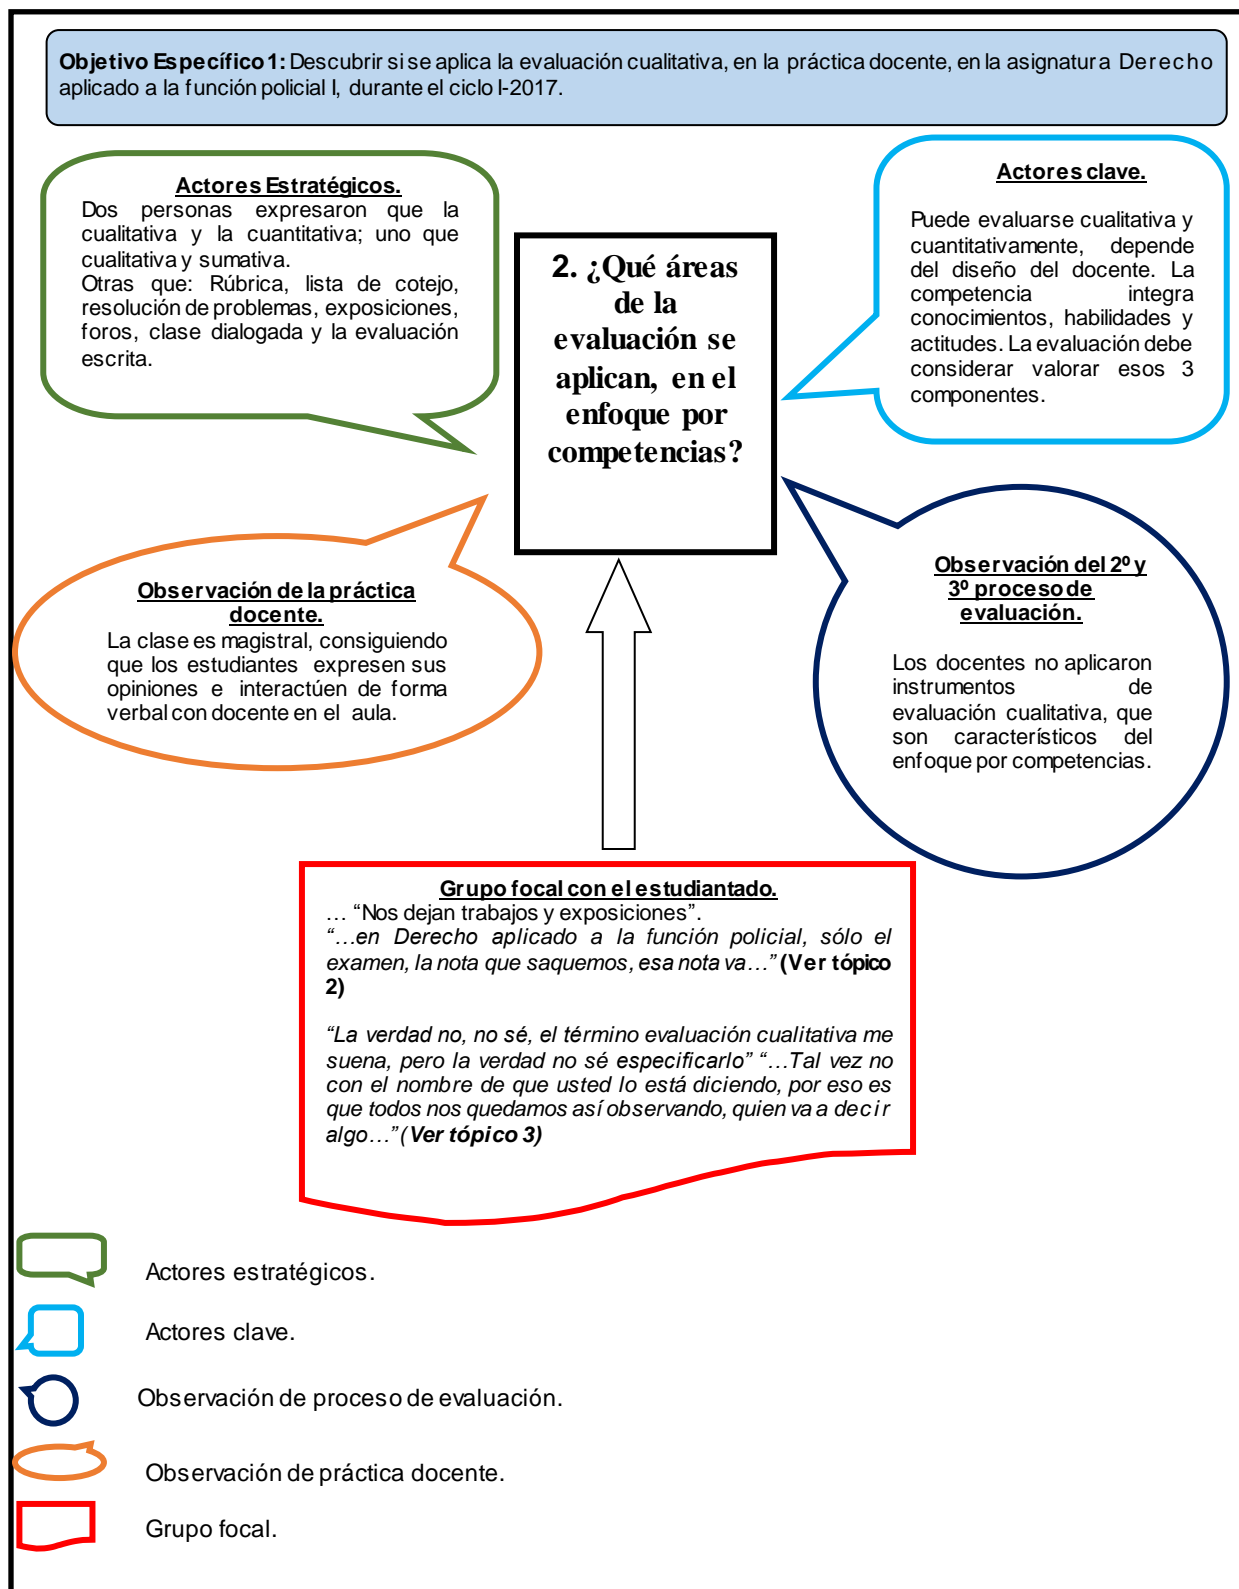 Objetivo Específico 1: Descubrir si se aplica la evaluación cualitativa, en la práctica docente, en la asignatura Derecho
aplicado a la función policial I, durante el ciclo I-2017.
Actores Estratégicos.
Dos personas expresaron que la
cualitativa y la cuantitativa; uno que
cualitativa y sumativa.
Otras que: Rúbrica, lista de cotejo,
resolución de problemas, exposiciones,
foros, clase dialogada y la evaluación
escrita.
Actores clave.
Puede evaluarse cualitativa y
cuantitativamente, depende
del diseño del docente. La
competencia integra
conocimientos, habilidades y
actitudes. La evaluación debe
considerar valorar esos 3
componentes.
2. ¿Qué áreas
de la
evaluación se
aplican, en el
enfoque por
competencias?
Observación de la práctica
docente.
La clase es magistral, consiguiendo
que los estudiantes expresen sus
opiniones e interactúen de forma
verbal con docente en el aula.
Observación del 2º y
3º proceso de
evaluación.
Los docentes no aplicaron
instrumentos de
evaluación cualitativa, que
son característicos del
enfoque por competencias.
Grupo focal con el estudiantado.
… “Nos dejan trabajos y exposiciones”.
“…en Derecho aplicado a la función policial, sólo el
examen, la nota que saquemos, esa nota va…” (Ver tópico
2)
“La verdad no, no sé, el término evaluación cualitativa me
suena, pero la verdad no sé especificarlo” “…Tal vez no
con el nombre de que usted lo está diciendo, por eso es
que todos nos quedamos así observando, quien va a decir
algo…” (Ver tópico 3)
Actores estratégicos.
Actores clave.
Observación de proceso de evaluación.
Observación de práctica docente.
Grupo focal.